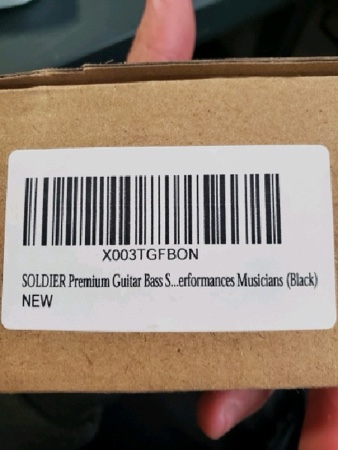 X003TGFBON
SOLDIER Premium Guitar Bass S...erformances Musicians (Black)
NEW